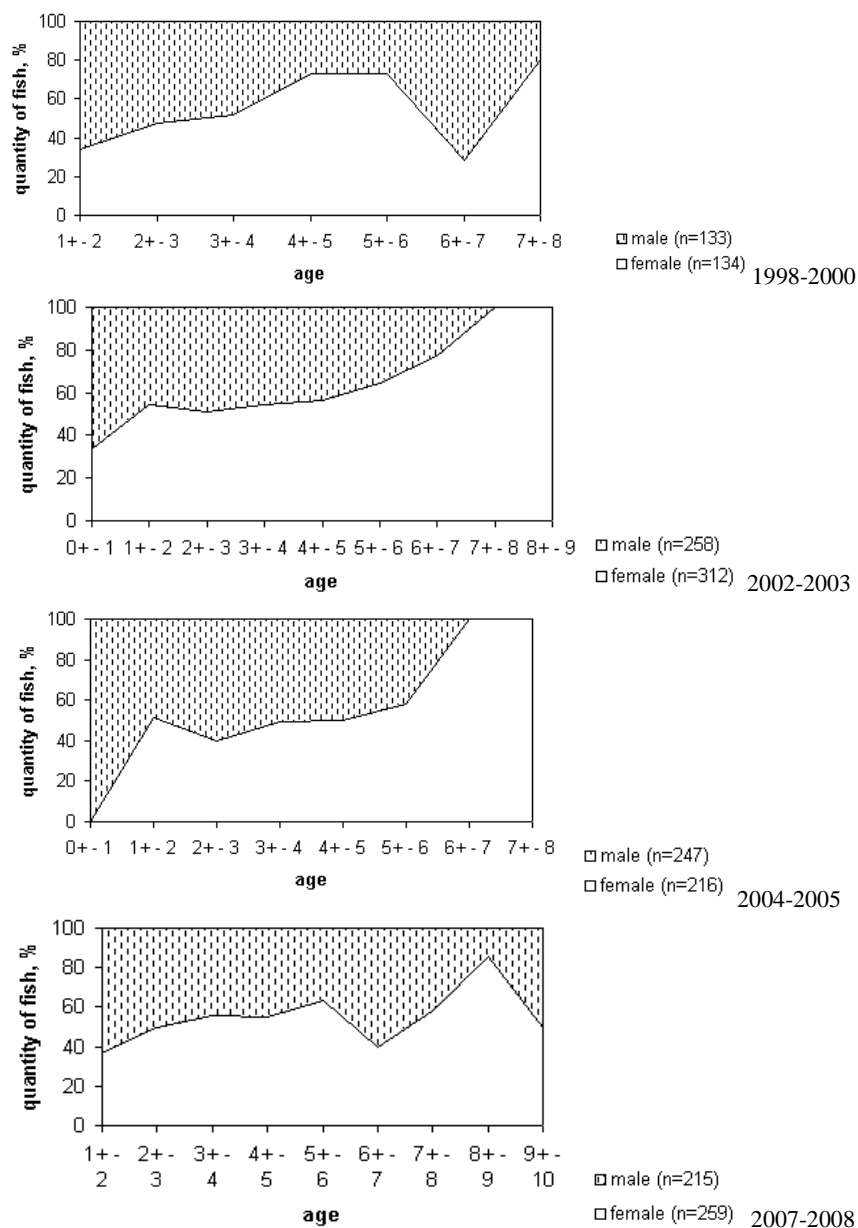 100
80
60
40
20
0
quantity of fish, %
1+ - 2 2+ - 3 3+ - 4 4+ - 5 5+ - 6 6+ - 7 7+ - 8
age
male (n=133)
female (n=134)
1998-2000
100
80
60
40
20
0
quantity of fish, %
0+ - 1 1+ - 2 2+ - 3 3+ - 4 4+ - 5 5+ - 6 6+ - 7 7+ - 8 8+ - 9
age
male (n=258)
female (n=312)
2002-2003
100
80
60
40
20
0
quantity of fish, %
0+ - 1 1+ - 2 2+ - 3 3+ - 4 4+ - 5 5+ - 6 6+ - 7 7+ - 8
age
male (n=247)
female (n=216)
2004-2005
100
80
60
40
20
0
quantity of fish, %
1+ - 2+ - 3+ - 4+ - 5+ - 6+ - 7+ - 8+ - 9+ -
2 3 4 5 6 7 8 9 10
age
male (n=215)
female (n=259)
2007-2008